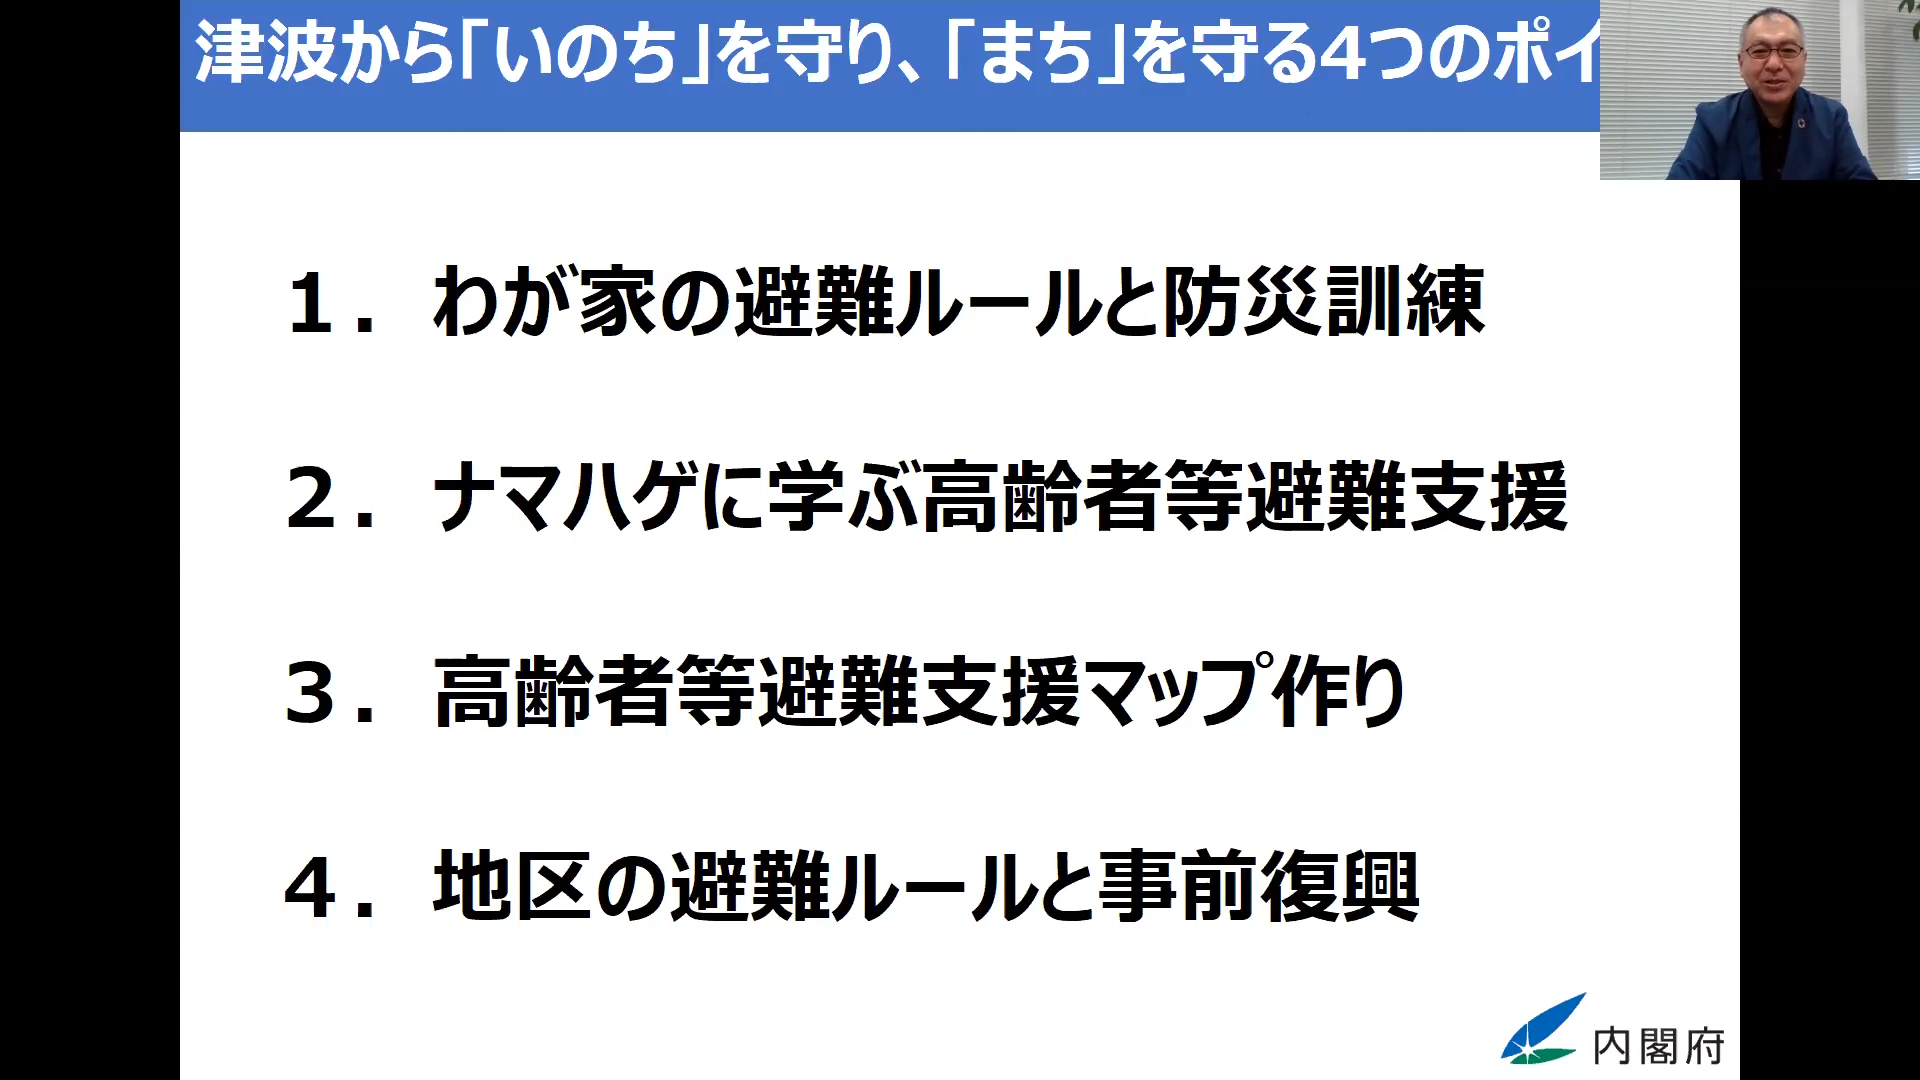 津波から「いのち」を守り、「まち」を守る4つのポイ
１． わが家の避難ルールと防災訓練
２． ナマハゲに学ぶ高齢者等避難支援
３． 高齢者等避難支援マップ作り
４． 地区の避難ルールと事前復興
内閣府